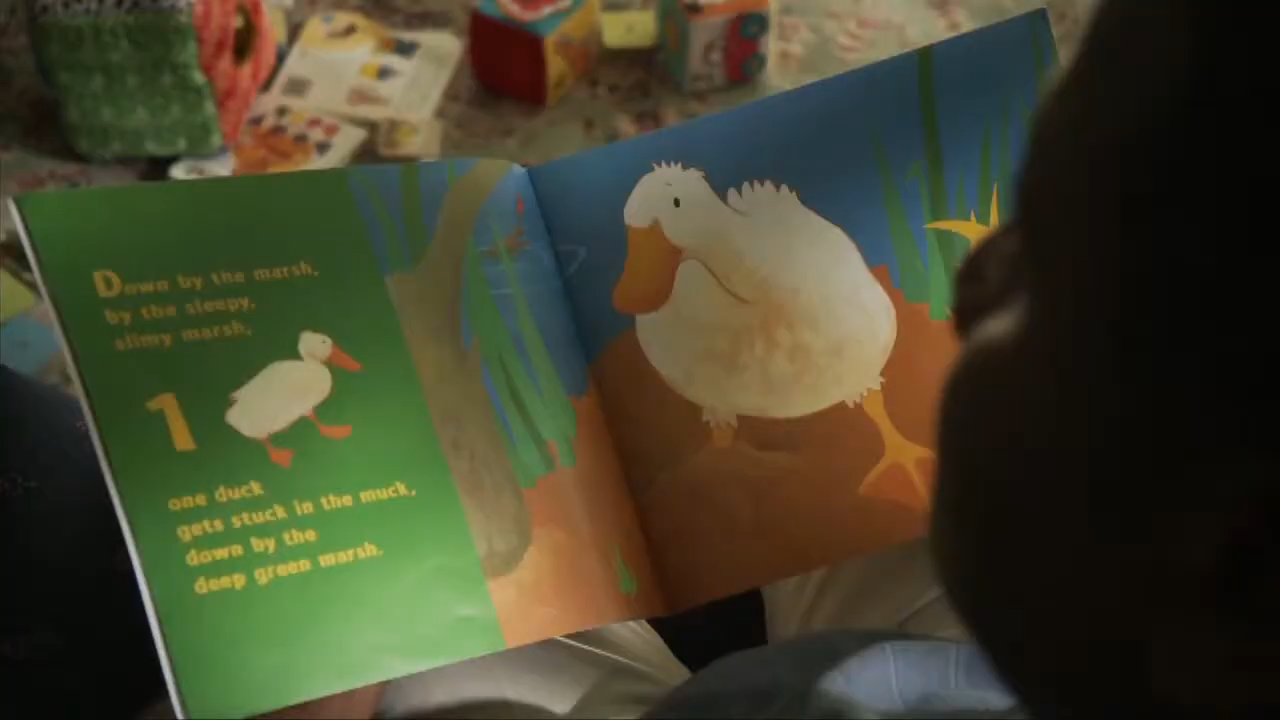 Down by the marsh,
by the sleepy,
slimy marsh,
1
one duck
gets stuck in the muck,
down by the
deep green marsh.